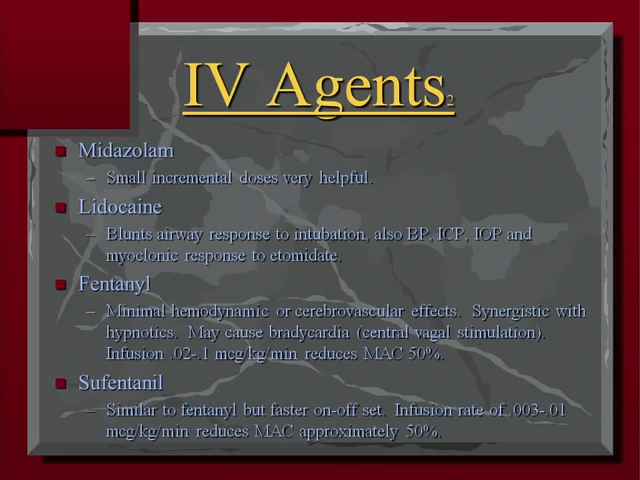 IV Agents2
Midazolam
– Small incremental doses very helpful.
Lidocaine
– Blunts airway response to intubation, also BP, ICP, IOP and
myoclonic response to etomidate.
Fentanyl
– Minimal hemodynamic or cerebrovascular effects. Synergistic with
hypnotics. May cause bradycardia (central vagal stimulation).
Infusion .02-.1 mcg/kg/min reduces MAC 50%.
Sufentanil
– Similar to fentanyl but faster on-off set. Infusion rate of .003-.01
mcg/kg/min reduces MAC approximately 50%.